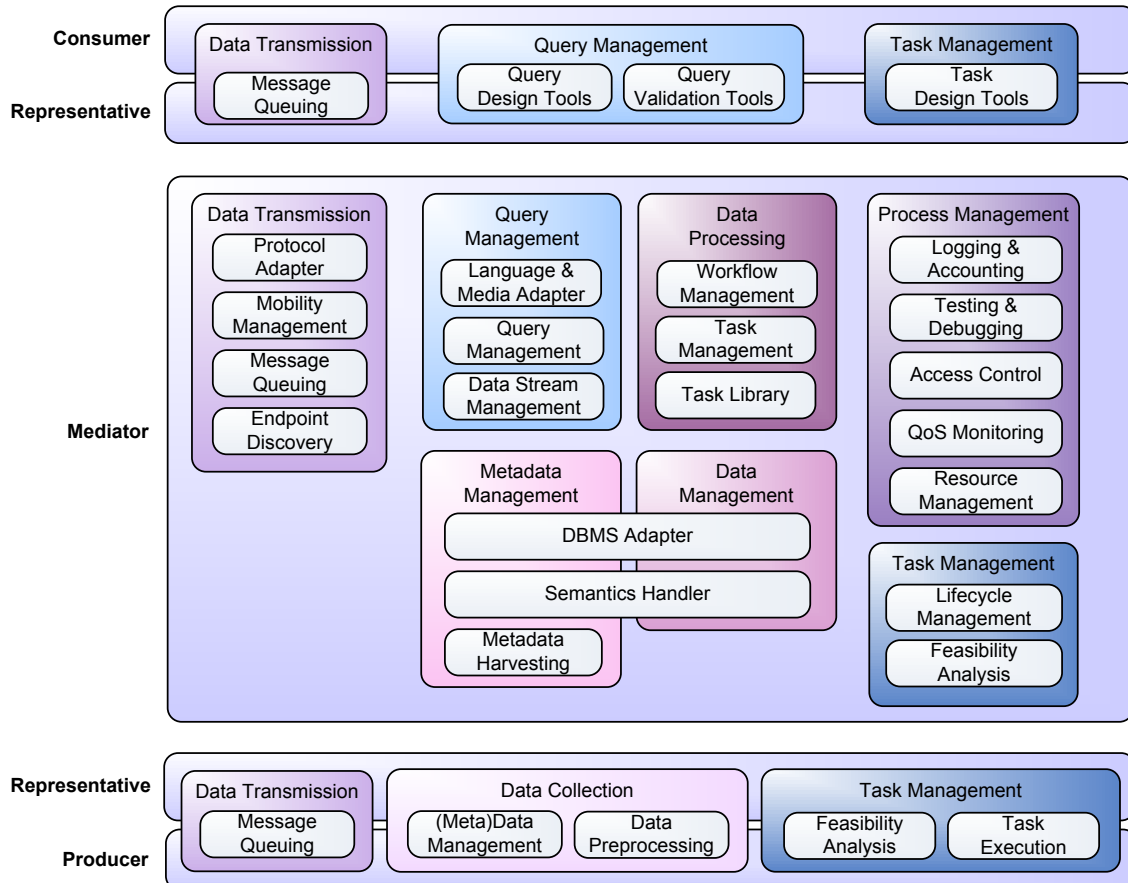 Consumer
Representative
Data Transmission
Message
Queuing
Query Management
Query
Design Tools
Query
Validation Tools
Task Management
Task
Design Tools
Mediator
Data Transmission
Protocol
Adapter
Mobility
Management
Message
Queuing
Endpoint
Discovery
Query
Management
Language &
Media Adapter
Query
Management
Data Stream
Management
Data
Processing
Workflow
Management
Task
Management
Task Library
Metadata
Management
Data
Management
DBMS Adapter
Semantics Handler
Metadata
Harvesting
Process Management
Logging &
Accounting
Testing &
Debugging
Access Control
QoS Monitoring
Resource
Management
Task Management
Lifecycle
Management
Feasibility
Analysis
Representative
Producer
Data Transmission
Message
Queuing
Data Collection
(Meta)Data
Management
Data
Preprocessing
Task Management
Feasibility
Analysis
Task
Execution